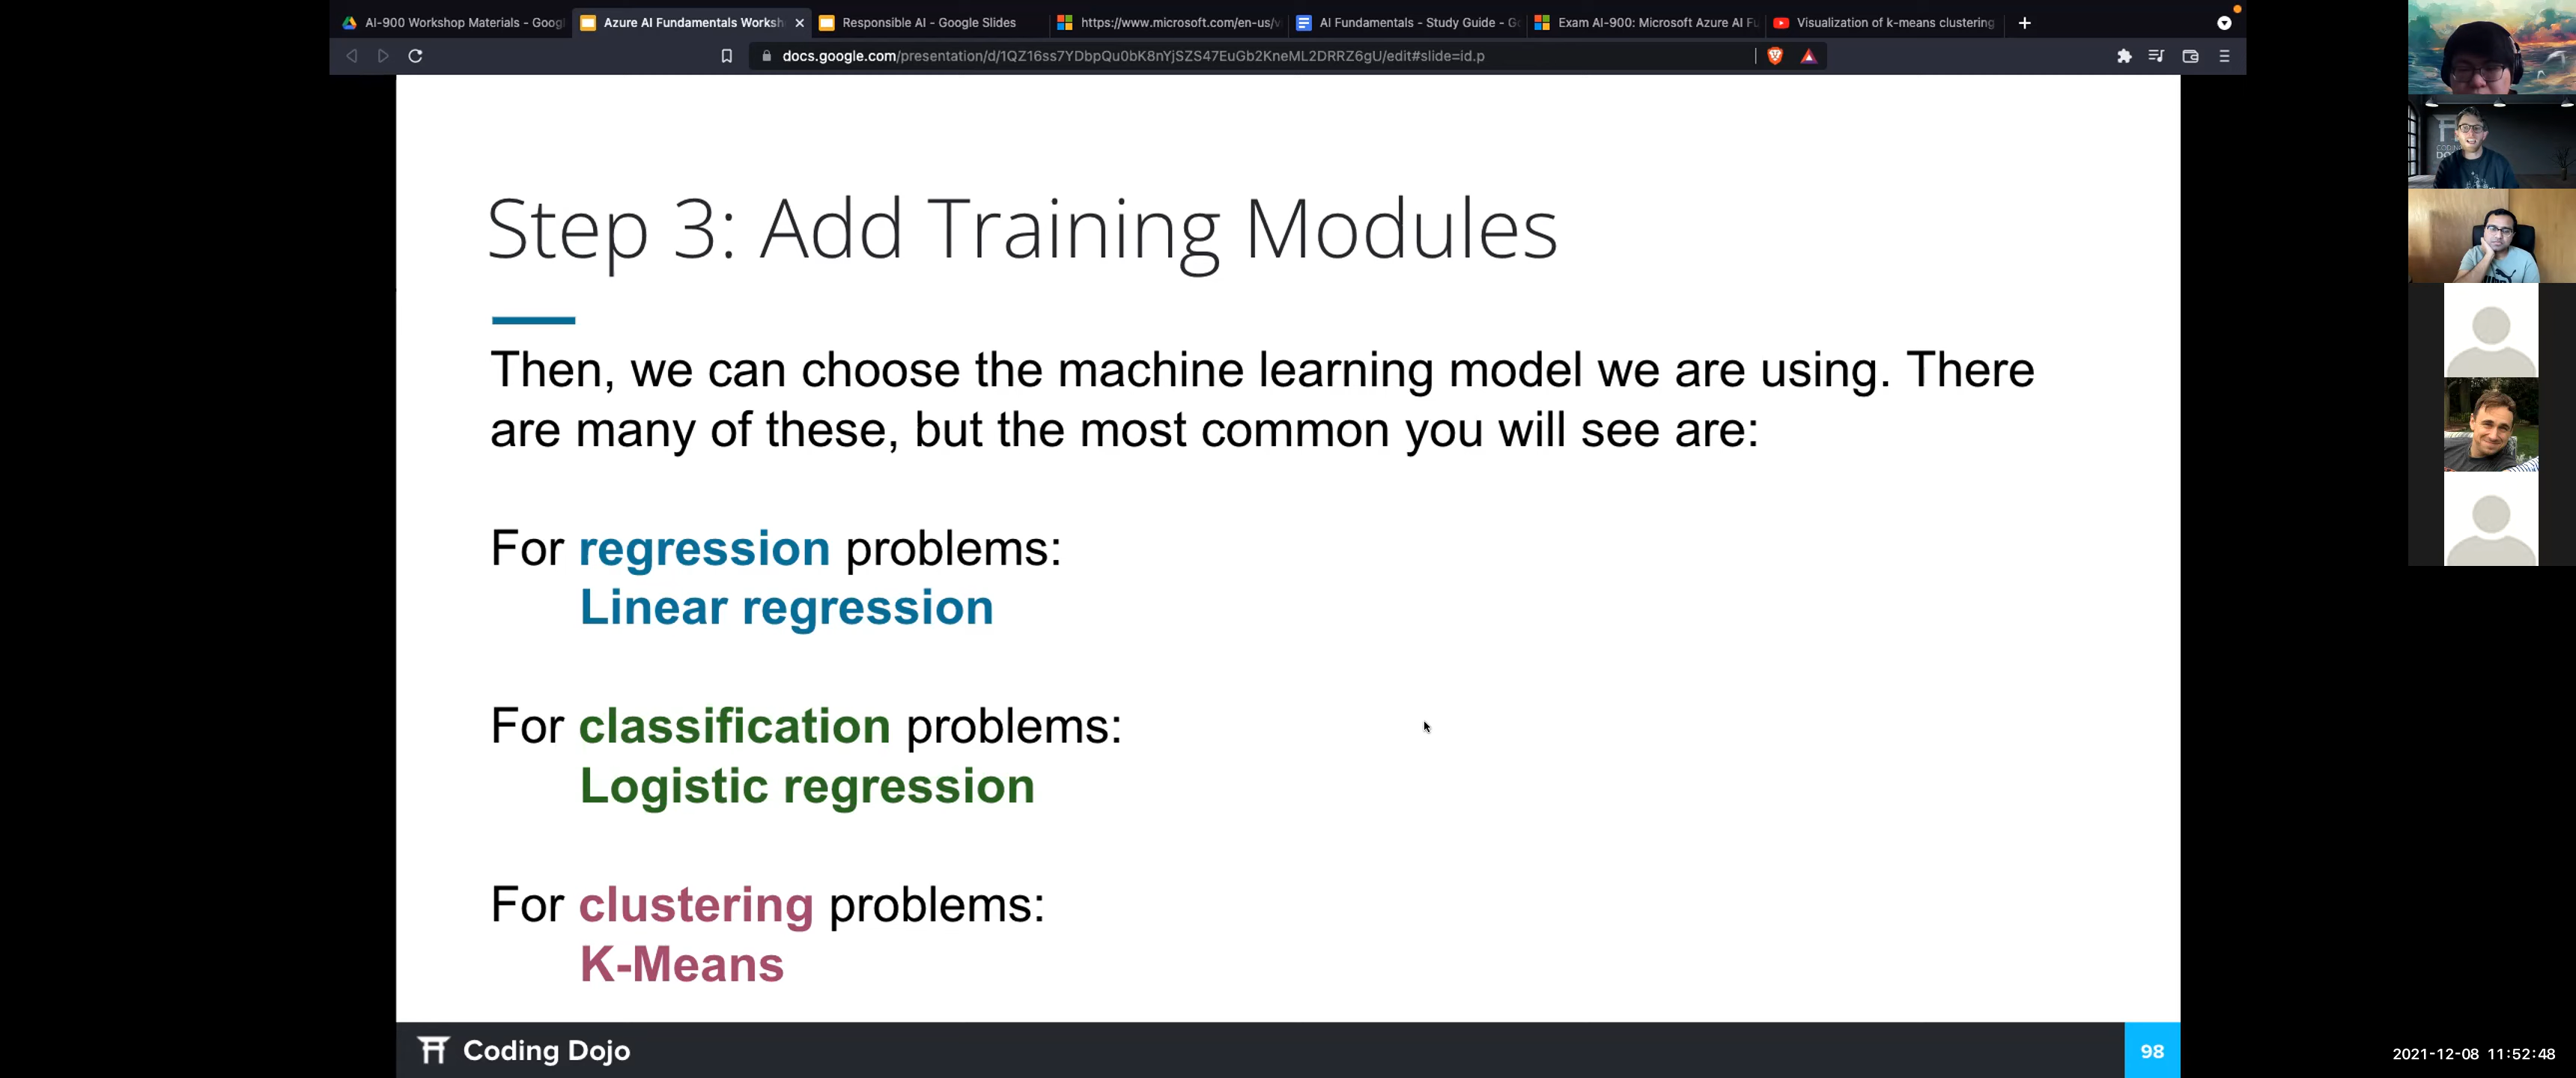 AI-900 Workshop Materials - Googl
Azure AI Fundamentals Worksh
Responsible AI - Google Slides
https://www.microsoft.com/en-us/v
AI Fundamentals - Study Guide - Go
Exam AI-900: Microsoft Azure AI Fu
Visualization of k-means clustering
docs.google.com/presentation/d/1QZ16ss7YDbpQu0bK8nYjSZS47EuGb2KneML2DRRZ6gU/edit#slide=id.p
Step 3: Add Training Modules
Then, we can choose the machine learning model we are using. There
are many of these, but the most common you will see are:
For regression problems:
Linear regression
For classification problems:
Logistic regression
For clustering problems:
K-Means
Coding Dojo
98
2021-12-08 11:52:48